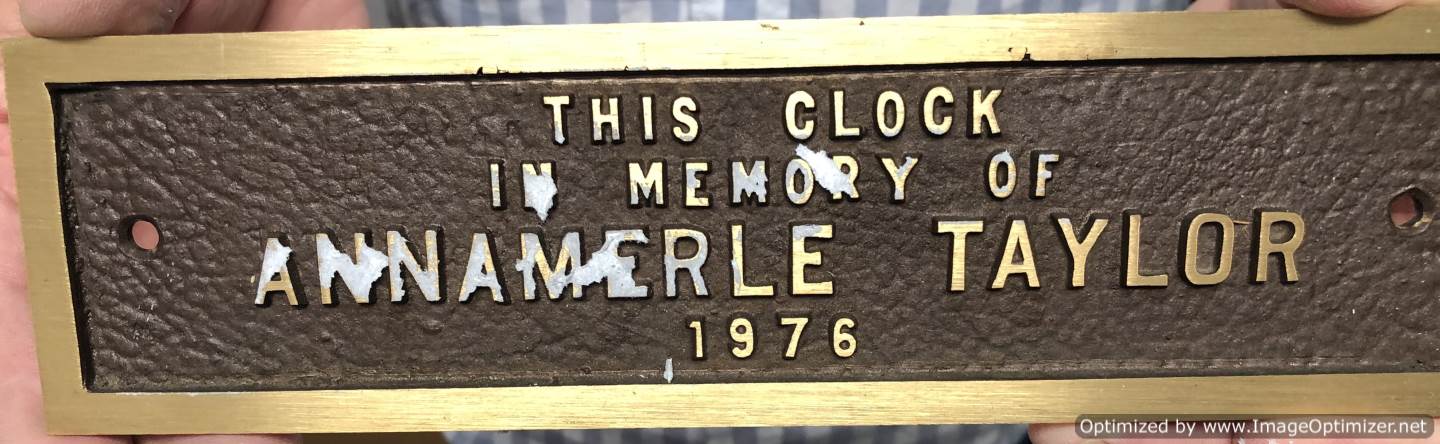 THIS CLOCK
IN MEMORY OF
ANNAMERLE TAYLOR
1976
Optimized by www.ImageOptimizer.net